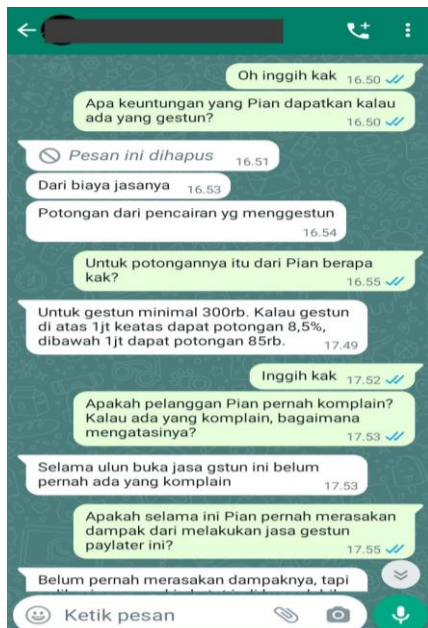 Oh inggih kak 16.50
Apa keuntungan yang Pian dapatkan kalau
ada yang gestun? 16.50
Pesan ini dihapus 16.51
Dari biaya jasanya 16.53
Potongan dari pencairan yg menggestun
16.54
Untuk potongannya itu dari Pian berapa
kak? 16.55
Untuk gestun minimal 300rb. Kalau gestun
di atas 1jt keatas dapat potongan 8,5%,
dibawah 1jt dapat potongan 85rb. 17.49
Inggih kak 17.52
Apakah pelanggan Pian pernah komplain?
Kalau ada yang komplain, bagaimana
mengatasinya? 17.53
Selama ulun buka jasa gstun ini belum
pernah ada yang komplain 17.53
Apakah selama ini Pian pernah merasakan
dampak dari melakukan jasa gestun
paylater ini? 17.55
Belum pernah merasakan dampaknya, tapi
Ketik pesan